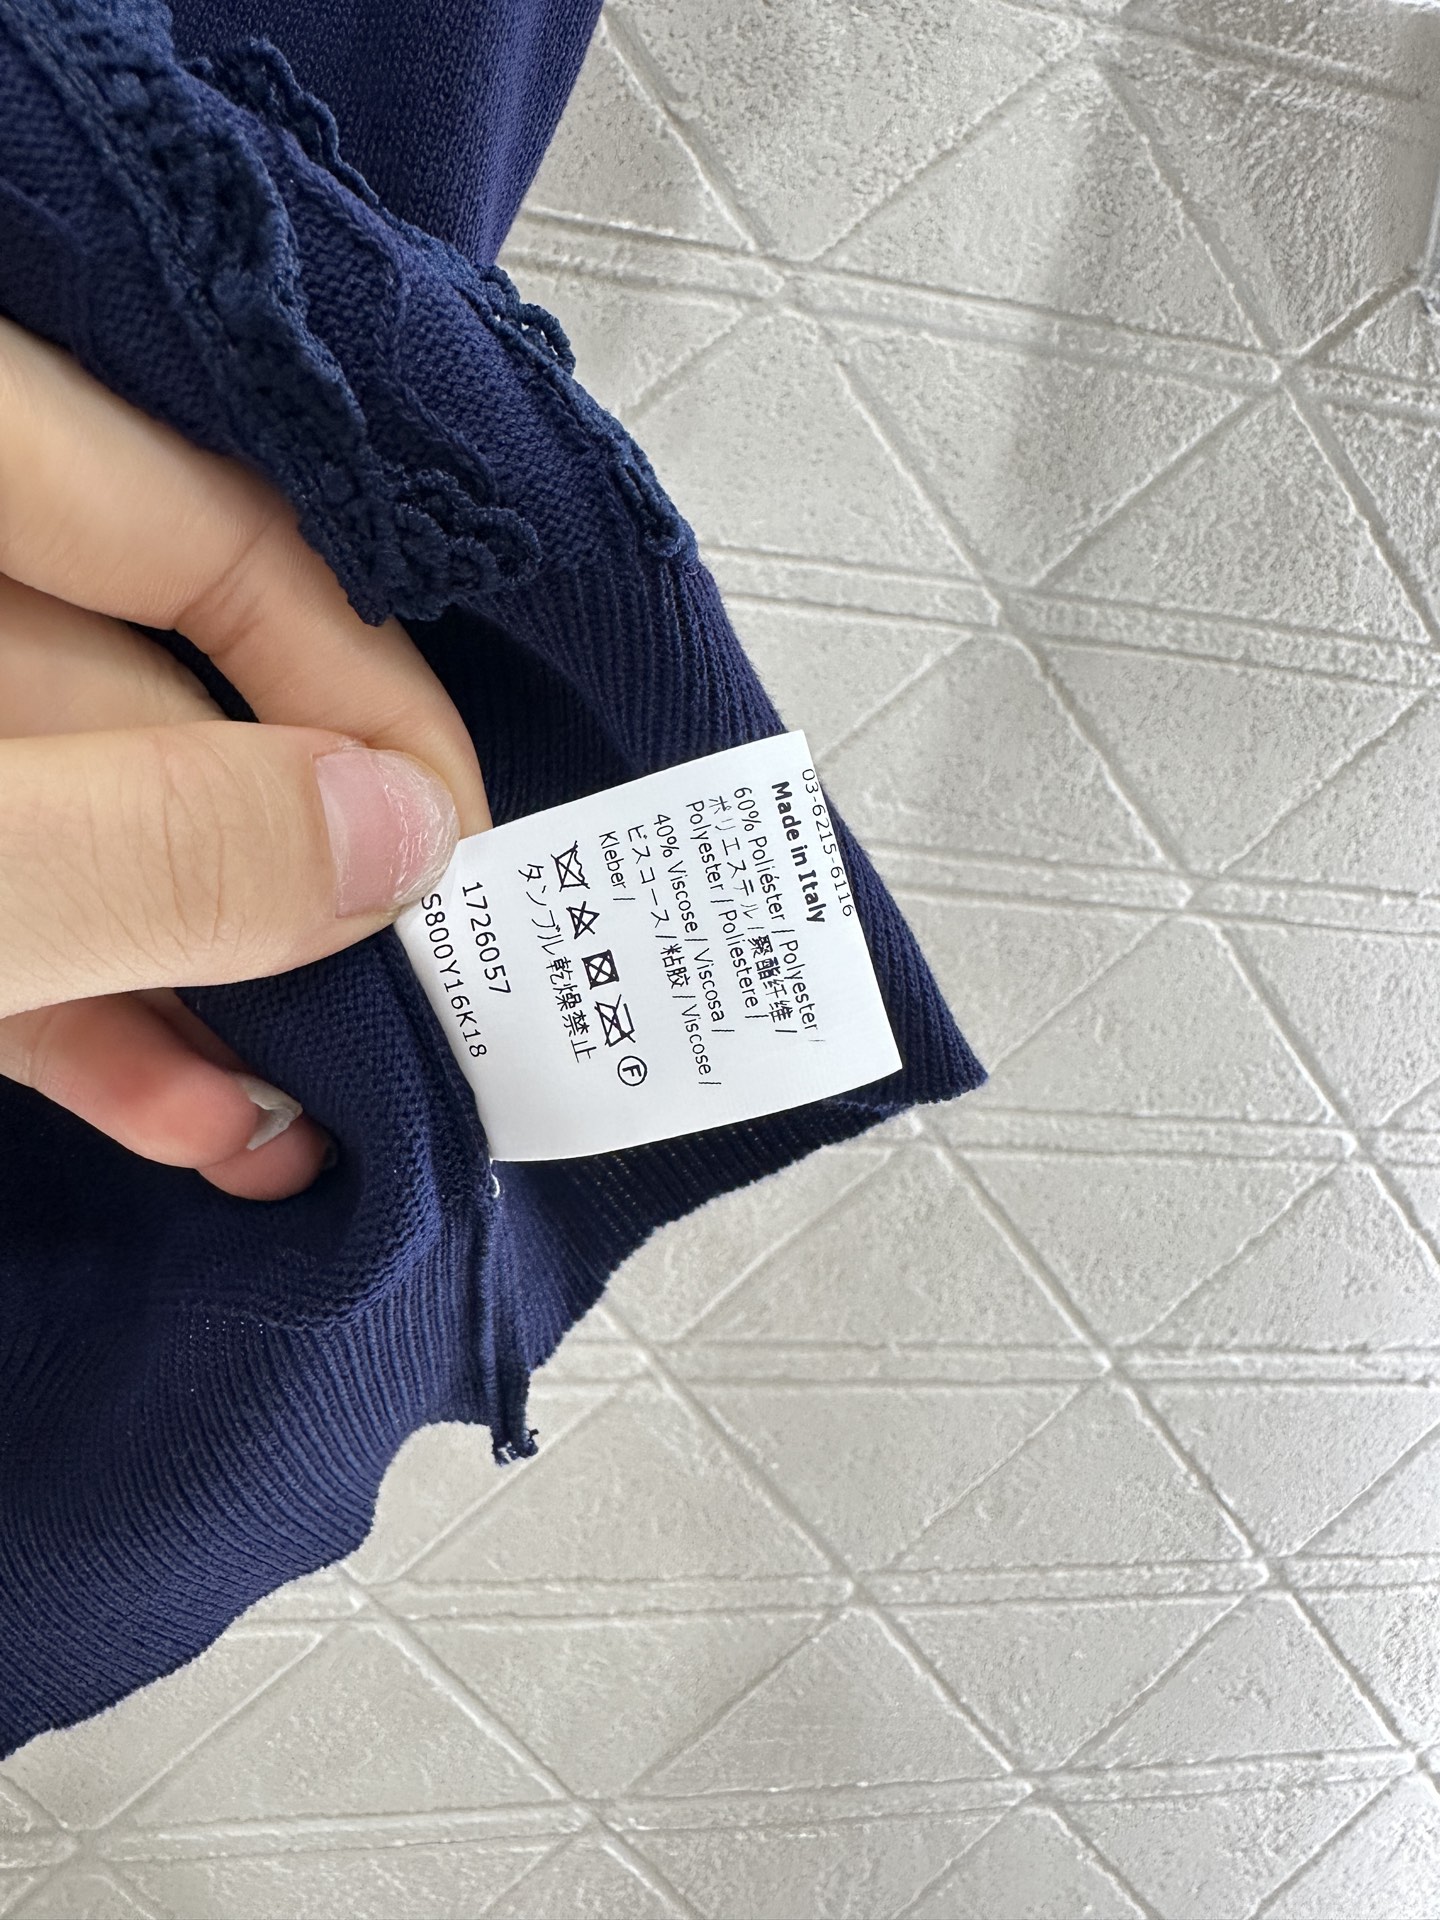 03-6215-6116
Made in Italy
60% Poliéster / Polyester /
ポリエステル / 聚酯纤维 /
Polyester / Poliestere /
40% Viscose / Viscosa /
ビスコース / 粘胶 / Viscose /
Kleber /
F
タンブル乾燥禁止
1726057
S800Y16K18